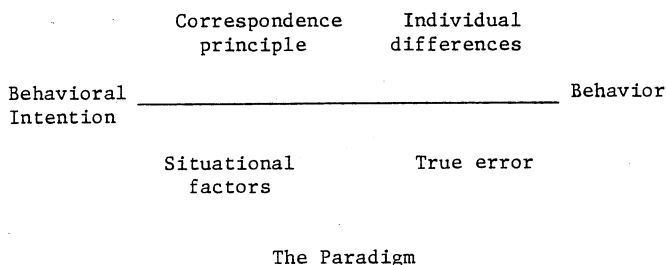 Correspondence
principle
Individual
differences
Behavioral
Intention
Behavior
Situational
factors
True error
The Paradigm